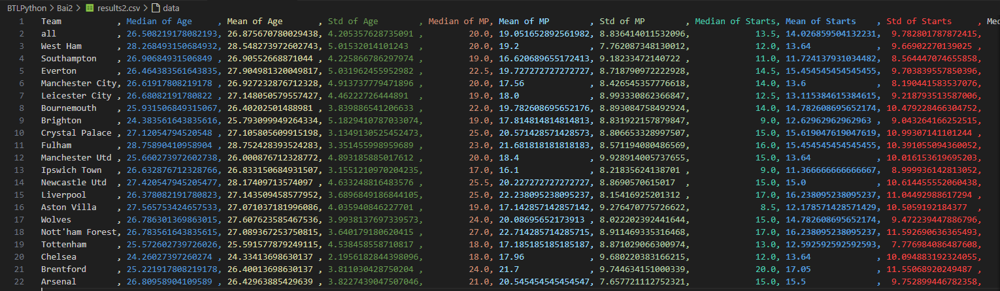 BTLPython > Bai2 > results2.csv > data
1 Team , Median of Age , Mean of Age , Std of Age , Median of MP, Mean of MP , Std of MP , Median of Starts, Mean of Starts , Std of Starts , Med
2 all , 26.508219178082193, 26.875670780029438, 4.205357628735091 , 20.0, 19.051652892561982, 8.836414011532096, 13.5, 14.026859504132231, 9.782801787872415,
3 West Ham , 28.268493150684932, 28.548273972602743, 5.01532014101243 , 20.0, 19.2 , 7.762087348130012, 12.0, 13.64 , 9.66902270139025 ,
4 Southampton , 26.90684931506849 , 26.90552668871044 , 4.225866786297974 , 19.0, 16.620689655172413, 9.18233472140722 , 11.0, 11.724137931034482, 8.564447074655858,
5 Everton , 26.464383561643835, 27.904981320049817, 5.031962455952982 , 22.5, 19.727272727272727, 8.718790972222928, 14.5, 15.454545454545455, 9.703839557850396,
6 Manchester City, 26.61917808219178 , 26.927232876712328, 4.913737779471896 , 20.0, 17.56 , 8.426545357776618, 14.0, 13.6 , 8.190441583537076,
7 Leicester City , 26.68082191780822 , 27.148050579557427, 4.46222726444891 , 19.0, 18.0 , 8.993330862366847, 12.5, 13.115384615384615, 9.218793513587006,
8 Bournemouth , 25.931506849315067, 26.40202501488981 , 3.8398886541206633 , 22.0, 19.782608695652176, 8.893084758492924, 14.0, 14.782608695652174, 10.479228466304752,
9 Brighton , 24.383561643835616, 25.793099949264334, 5.1829410787033074, 19.0, 17.814814814814813, 8.831922157879847, 9.0, 12.62962962962963 , 9.043264166252515,
10 Crystal Palace , 27.12054794520548 , 27.105805609915198, 3.1349130525452473, 25.0, 20.571428571428573, 8.806653328997507, 15.0, 15.619047619047619, 10.99307141101244 ,
11 Fulham , 28.75890410958904 , 28.752428393524283, 3.351455998959689 , 23.0, 21.681818181818183, 8.571194080486569, 16.0, 15.454545454545455, 10.391055094360052,
12 Manchester Utd , 25.660273972602738, 26.000876712328772, 4.893185885017612 , 20.0, 18.4 , 9.928914005737655, 15.0, 13.64 , 10.016153619695203,
13 Ipswich Town , 26.632876712328766, 26.833150684931507, 3.1551210970204235, 17.0, 16.1 , 8.21835624138701 , 9.0, 11.366666666666667, 8.999936142813052,
14 Newcastle Utd , 27.420547945205477, 28.17409713574097 , 4.633248816483576 , 25.5, 20.227272727272727, 8.8690570615017 , 15.0, 15.0 , 10.614455552060438,
15 Liverpool , 26.378082191780823, 27.143509458577952, 3.6896849186844105, 25.0, 22.238095238095237, 8.15416925201312 , 17.0, 16.238095238095237, 11.04492988617294 ,
16 Aston Villa , 27.565753424657533, 27.071037181996086, 4.035940846227701 , 19.0, 17.142857142857142, 9.276470775726622, 8.5, 12.178571428571429, 10.5059192184377 ,
17 Wolves , 26.786301369863015, 27.607623585467536, 3.9938137697339573, 24.0, 20.08695652173913 , 8.022202392441644, 15.0, 14.782608695652174, 9.472239447886796,
18 Nott'ham Forest, 26.783561643835615, 27.089367253750815, 3.640179180620415 , 27.0, 22.714285714285715, 8.911469335316468, 17.0, 16.238095238095237, 11.592690636365493,
19 Tottenham , 25.572602739726026, 25.591577879249115, 4.538458558710817 , 18.0, 17.185185185185187, 8.871029066300974, 13.0, 12.592592592592593, 7.776984086487608,
20 Chelsea , 24.26027397260274 , 24.33413698630137 , 2.1956182844398096, 18.0, 17.96 , 9.680220383166215, 12.0, 13.64 , 10.094883192324055,
21 Brentford , 25.221917808219178, 26.40013698630137 , 3.811030428750204 , 24.0, 21.7 , 9.744634151000339, 20.0, 17.05 , 11.55068920249487 ,
22 Arsenal , 26.80958904109589 , 26.42963885429639 , 3.8227439047507046, 21.0, 20.545454545454547, 7.657721112752321, 15.0, 15.5 , 9.752899446782358,